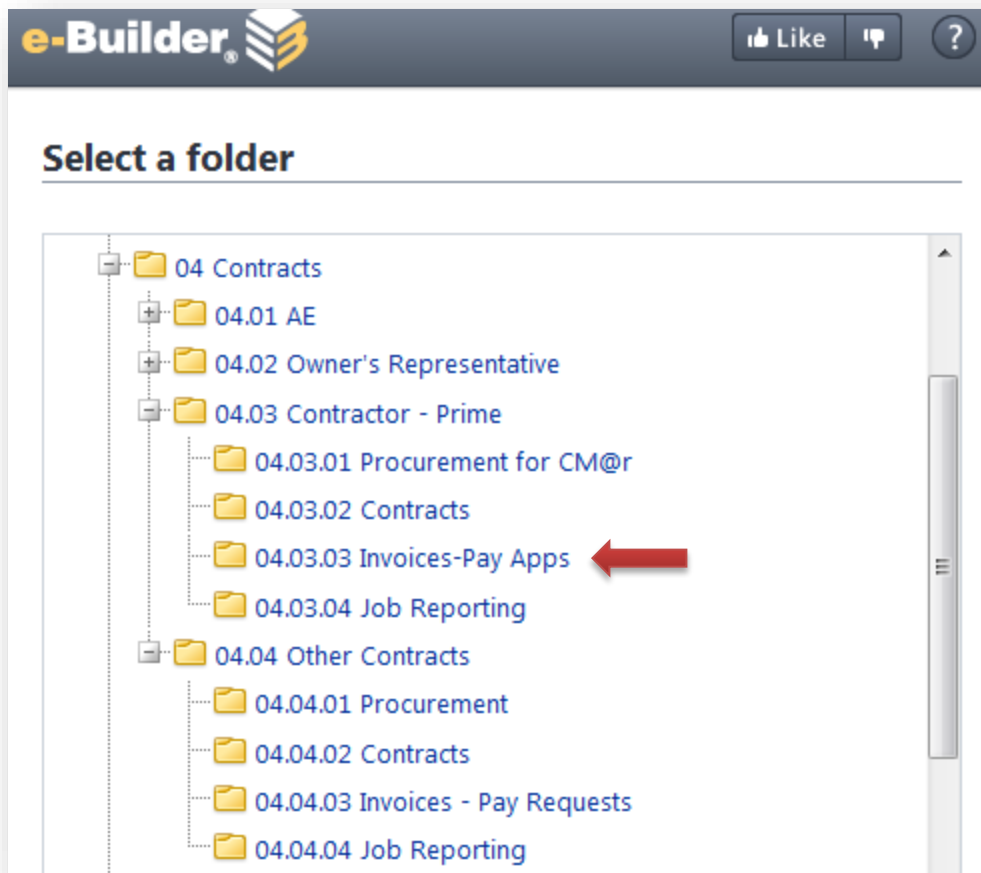 e-Builder®
Like
?
Select a folder
04 Contracts
04.01 AE
04.02 Owner's Representative
04.03 Contractor - Prime
04.03.01 Procurement for CM@r
04.03.02 Contracts
04.03.03 Invoices-Pay Apps
04.03.04 Job Reporting
04.04 Other Contracts
04.04.01 Procurement
04.04.02 Contracts
04.04.03 Invoices - Pay Requests
04.04.04 Job Reporting